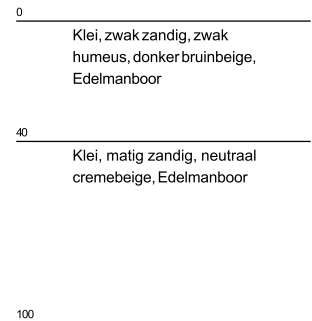 0
Klei, zwak zandig, zwak
humeus, donker bruinbeige,
Edelmanboor
40
Klei, matig zandig, neutraal
cremebeige, Edelmanboor
100